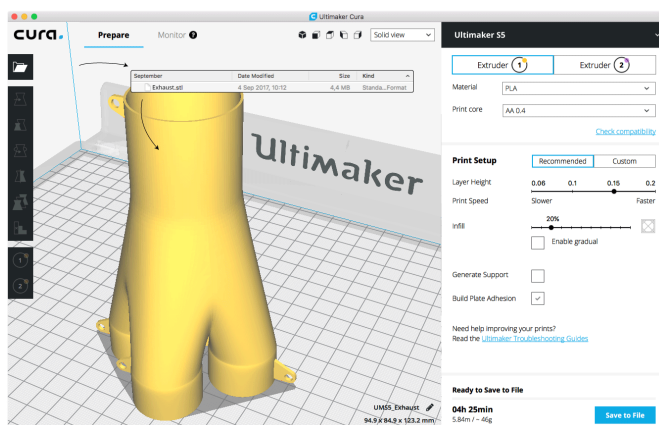 Ultimaker Cura
cura.
Prepare
Monitor ?
Solid view
September
Date Modified
Size
Kind
Exhaust.stl
4 Sep 2017, 10:12
4,4 MB
Standa...Format
Ultimaker
1
2
UMS5_Exhaust
94.9 x 84.9 x 123.2 mm
Ultimaker S5
Extruder 1
Extruder 2
Material
PLA
Print core
AA 0.4
Check compatibility
Print Setup
Recommended
Custom
Layer Height
0.06
0.1
0.15
0.2
Print Speed
Slower
Faster
Infill
20%
Enable gradual
Generate Support
Build Plate Adhesion
Need help improving your prints?
Read the Ultimaker Troubleshooting Guides
Ready to Save to File
04h 25min
5.84m / ~ 46g
Save to File